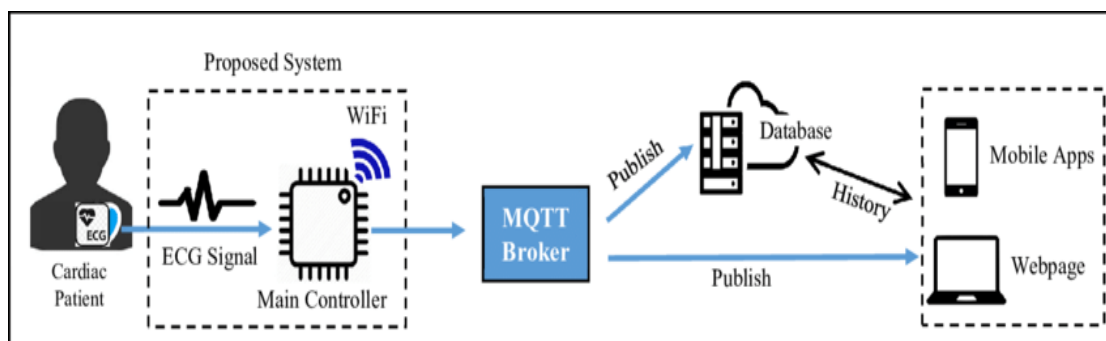 Proposed System
WiFi
ECG
ECG Signal
Cardiac
Patient
Main Controller
MQTT
Broker
Publish
Database
History
Publish
Mobile Apps
Webpage